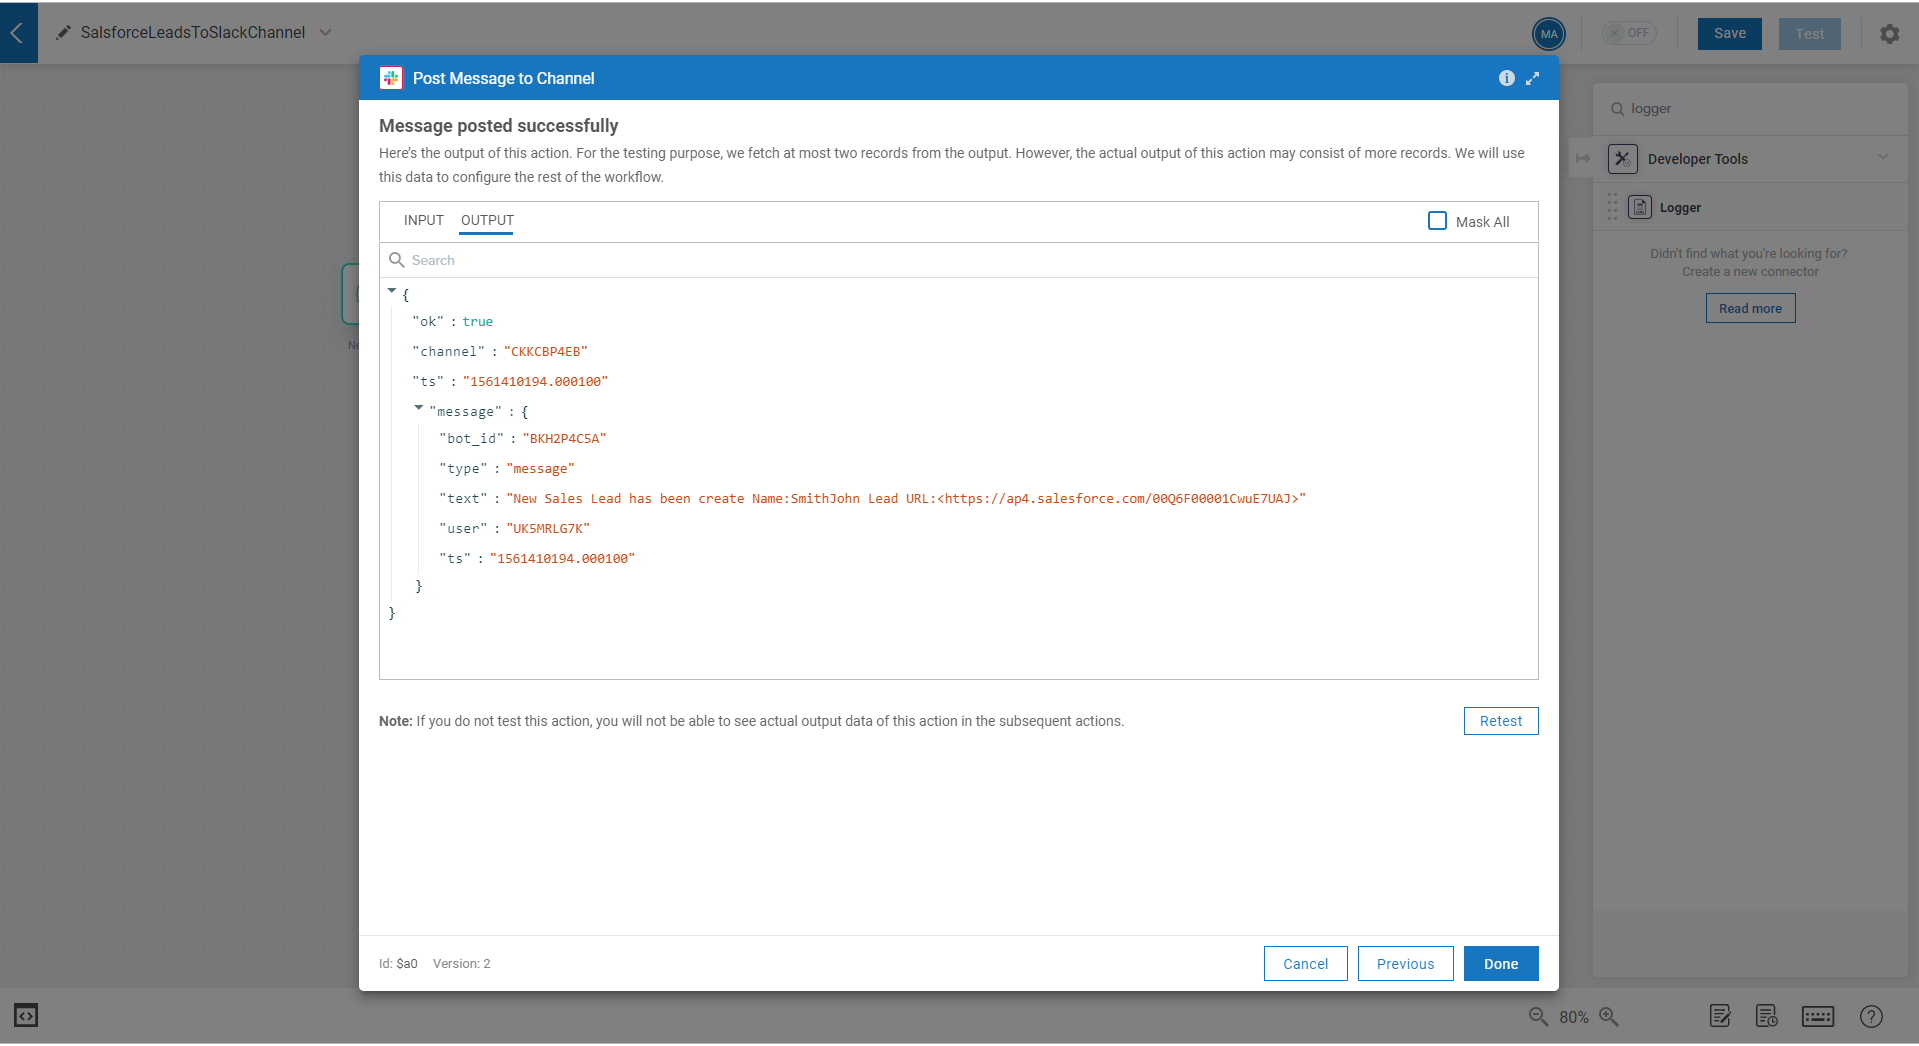 SalsforceLeadsToSlackChannel
MA
OFF
Save
Test
Post Message to Channel
logger
Developer Tools
Logger
Didn't find what you're looking for?
Create a new connector
Read more
Message posted successfully
Here's the output of this action. For the testing purpose, we fetch at most two records from the output. However, the actual output of this action may consist of more records. We will use
this data to configure the rest of the workflow.
INPUT OUTPUT
Mask All
Search
{
"ok" : true
"channel" : "CKKCBP4EB"
"ts" : "1561410194.000100"
"message" : {
"bot_id" : "BKH2P4C5A"
"type" : "message"
"text" : "New Sales Lead has been create Name:SmithJohn Lead URL:<https://ap4.salesforce.com/00Q6F00001CwuE7UAJ>"
"user" : "UK5MRLG7K"
"ts" : "1561410194.000100"
}
}
Ne
Note: If you do not test this action, you will not be able to see actual output data of this action in the subsequent actions.
Retest
Id: $a0 Version: 2
Cancel
Previous
Done
80%